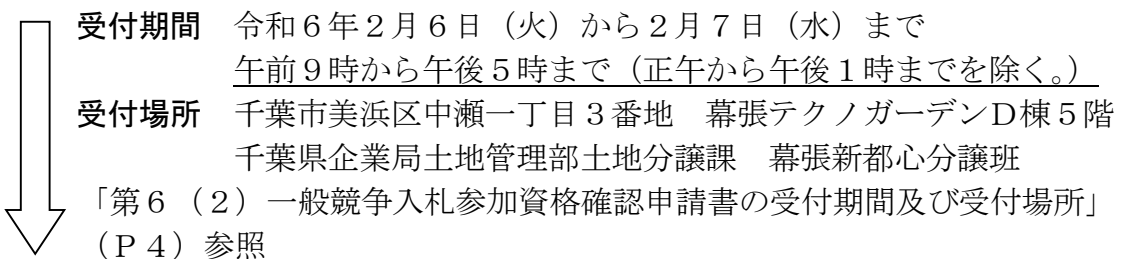 受付期間　令和６年２月６日（火）から２月７日（水）まで
午前９時から午後５時まで（正午から午後１時までを除く。）
受付場所　千葉市美浜区中瀬一丁目３番地　幕張テクノガーデンＤ棟５階
千葉県企業局土地管理部土地分譲課　幕張新都心分譲班
「第６（２）一般競争入札参加資格確認申請書の受付期間及び受付場所」
（Ｐ４）参照